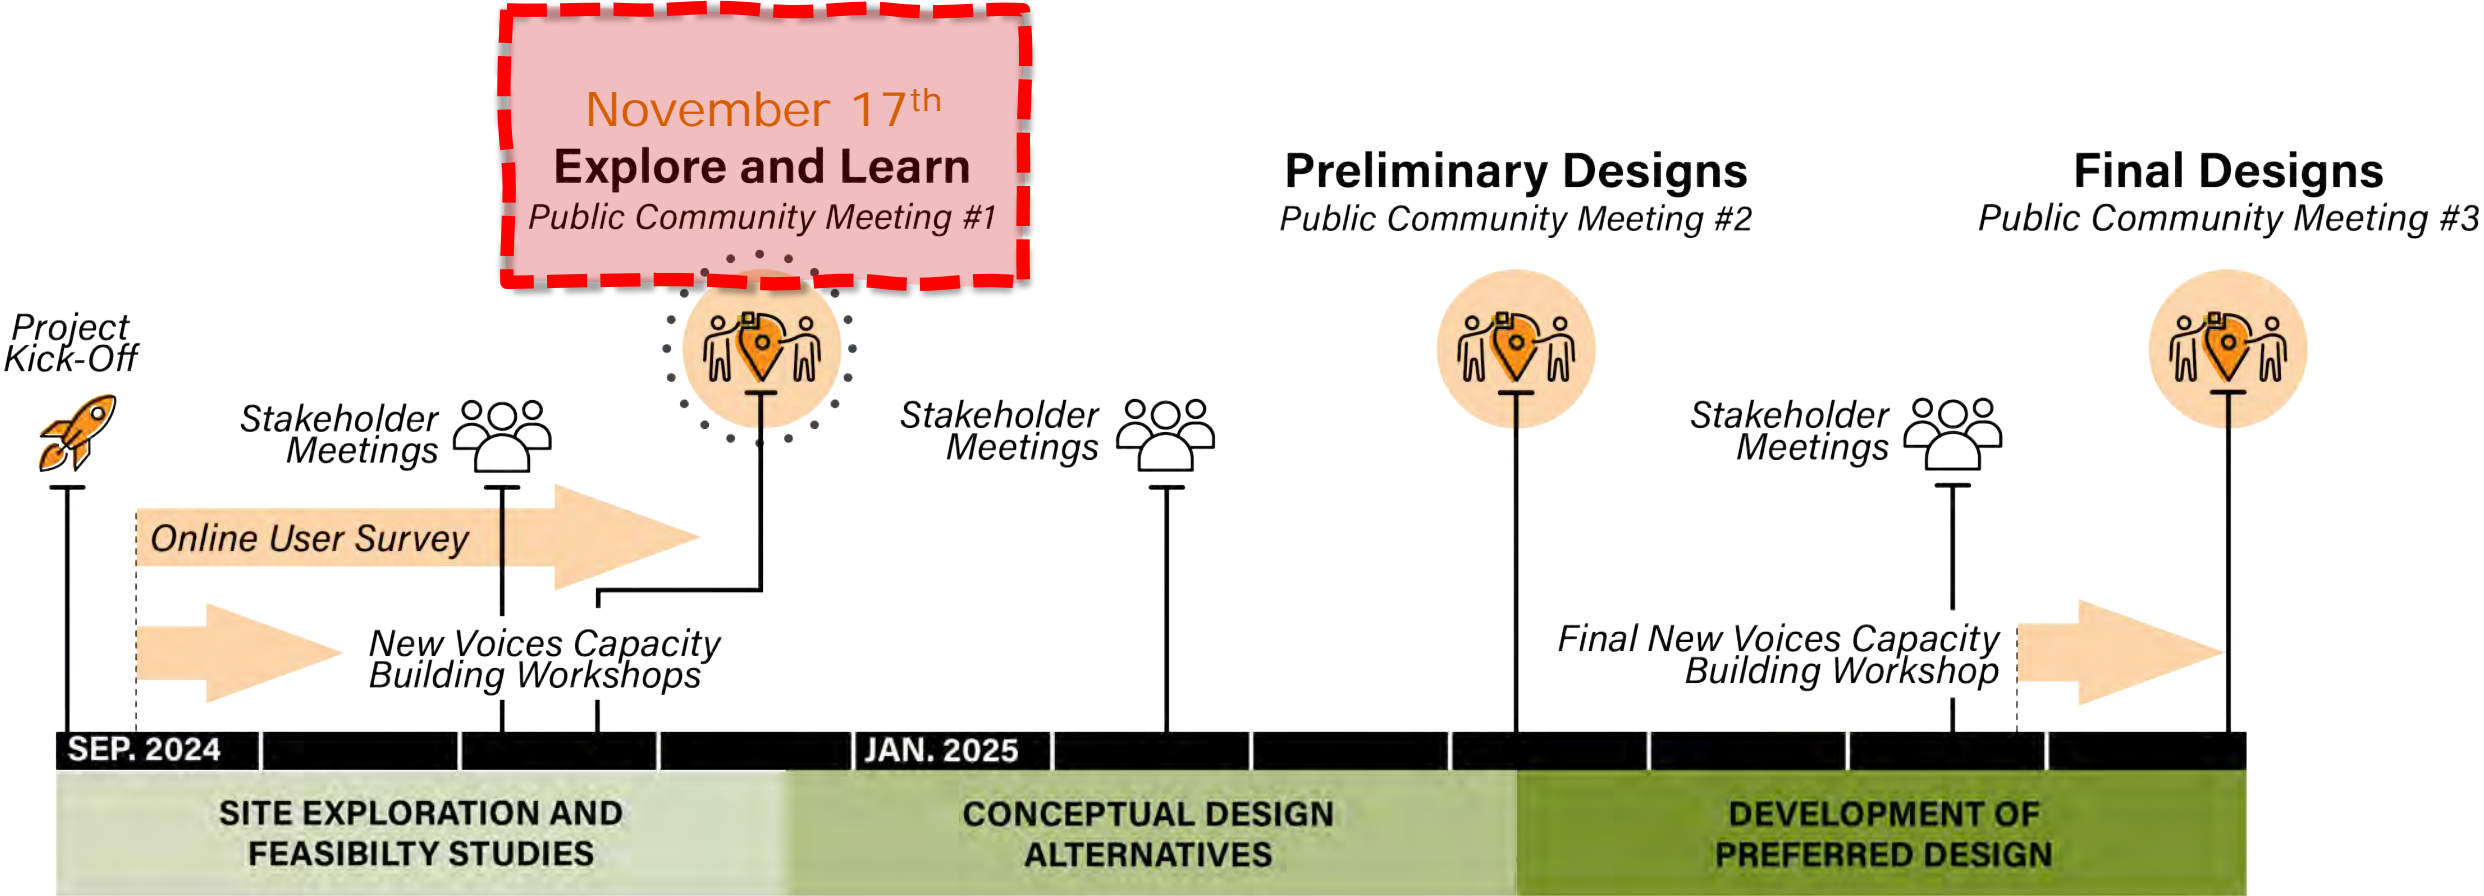 November 17th
Explore and Learn
Public Community Meeting #1
Preliminary Designs
Public Community Meeting #2
Final Designs
Public Community Meeting #3
Project
Kick-Off
Stakeholder
Meetings
Stakeholder
Meetings
Stakeholder
Meetings
Online User Survey
New Voices Capacity
Building Workshops
Final New Voices Capacity
Building Workshop
SEP. 2024
JAN. 2025
SITE EXPLORATION AND
FEASIBILTY STUDIES
CONCEPTUAL DESIGN
ALTERNATIVES
DEVELOPMENT OF
PREFERRED DESIGN